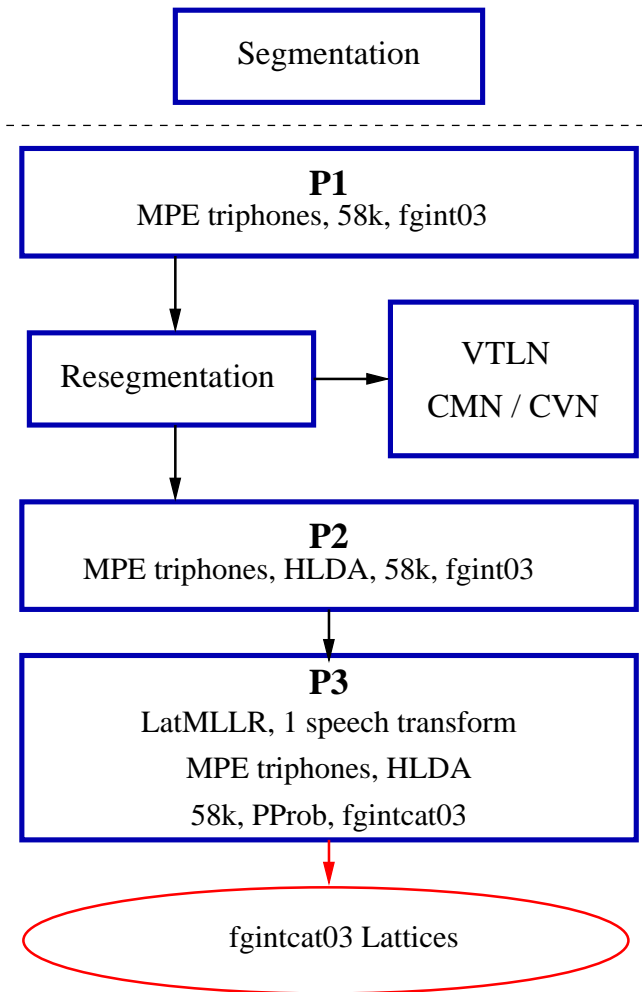 Segmentation
P1
MPE triphones, 58k, fgint03
Resegmentation
VTLN
CMN / CVN
P2
MPE triphones, HLDA, 58k, fgint03
P3
LatMLLR, 1 speech transform
MPE triphones, HLDA
58k, PProb, fgintcat03
fgintcat03 Lattices